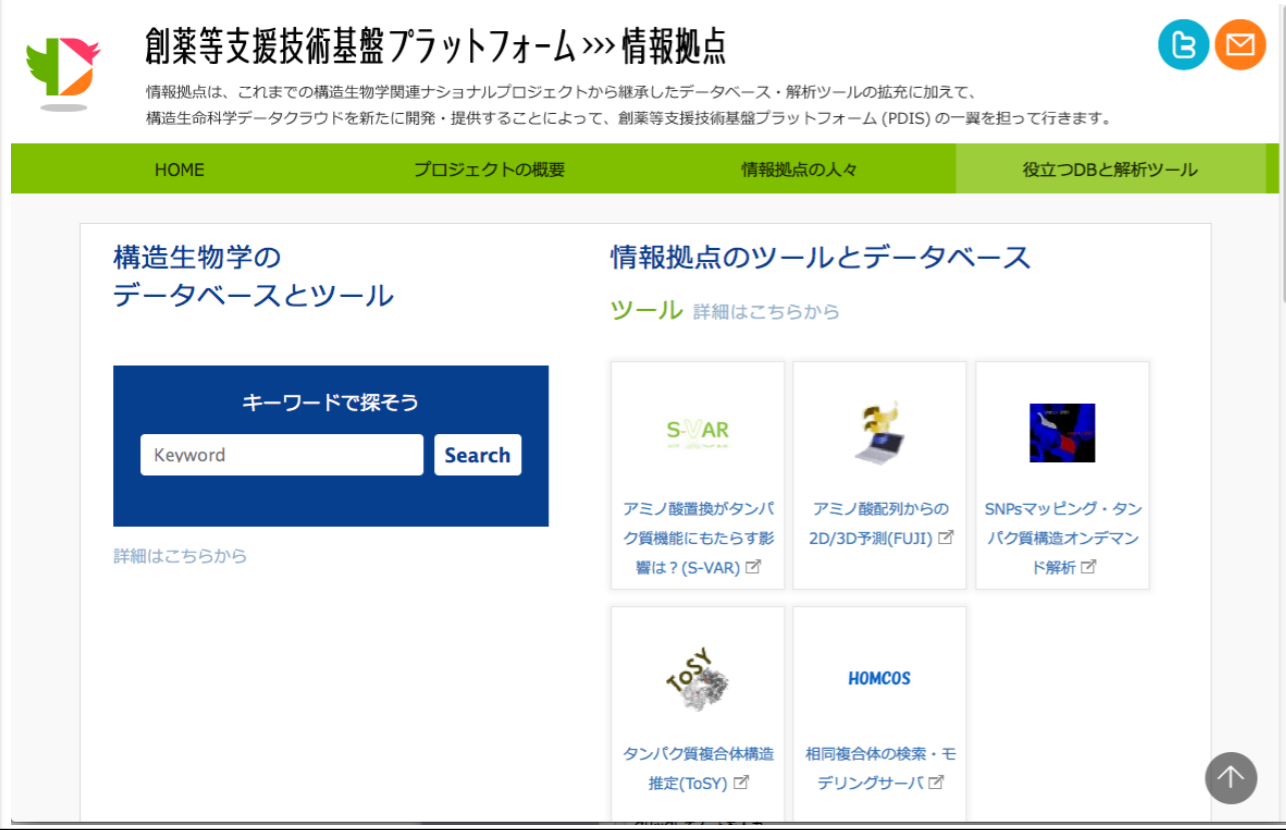 創薬等支援技術基盤プラットフォーム >>> 情報拠点
情報拠点は、これまでの構造生物学関連ナショナルプロジェクトから継承したデータベース・解析ツールの拡充に加えて、
構造生命科学データクラウドを新たに開発・提供することによって、創薬等支援技術基盤プラットフォーム (PDIS) の一翼を担って行きます。
HOME
プロジェクトの概要
情報拠点の人々
役立つDBと解析ツール
構造生物学の
データベースとツール
キーワードで探そう
Keyword
Search
詳細はこちらから
情報拠点のツールとデータベース
ツール 詳細はこちらから
S-VAR
アミノ酸置換がタンパ
ク質機能にもたらす影
響は？(S-VAR)
アミノ酸配列からの
2D/3D予測(FUJI)
SNPsマッピング・タン
パク質構造オンデマン
ド解析
ToSY
タンパク質複合体構造
推定(ToSY)
HOMCOS
相同複合体の検索・モ
デリングサーバ